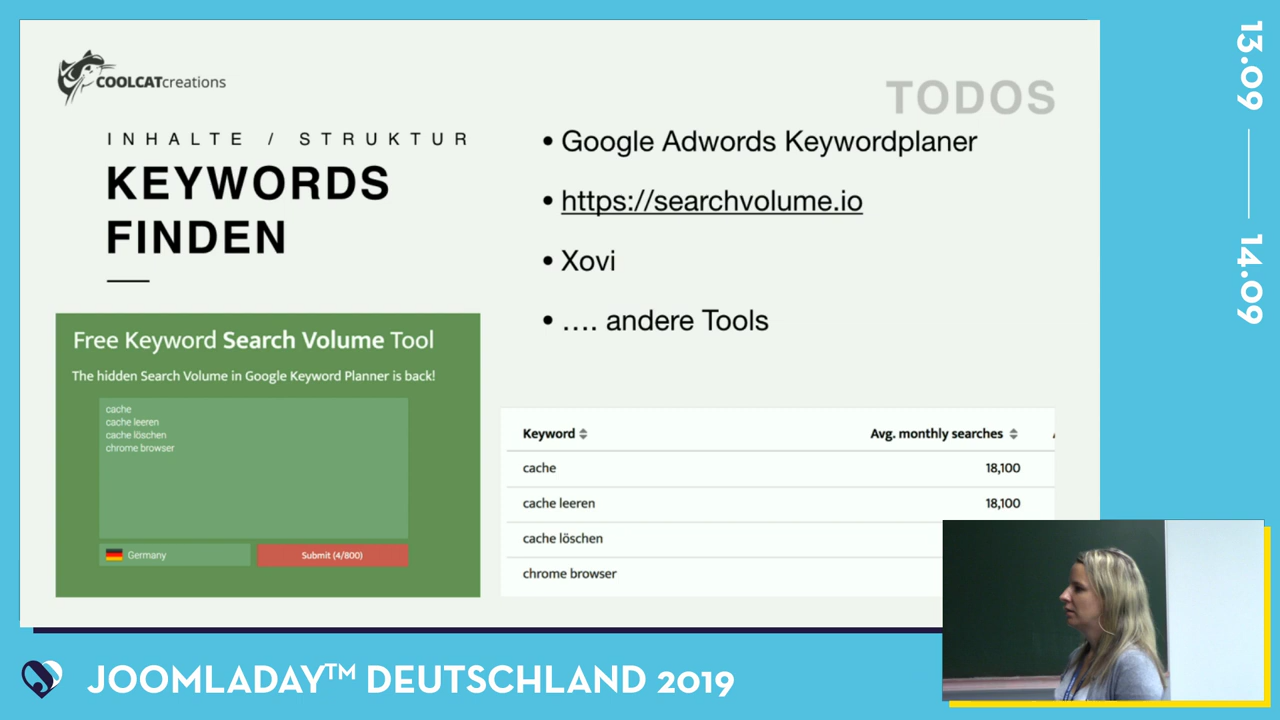 COOLCATcreations
TODOS
INHALTE / STRUKTUR
KEYWORDS
FINDEN
• Google Adwords Keywordplaner
• https://searchvolume.io
• Xovi
• …. andere Tools
Free Keyword Search Volume Tool
The hidden Search Volume in Google Keyword Planner is back!
cache
cache leeren
cache löschen
chrome browser
Germany
Submit (4/800)
Keyword Avg. monthly searches
cache 18,100
cache leeren 18,100
cache löschen
chrome browser
13.09
14.09
JOOMLADAY™ DEUTSCHLAND 2019